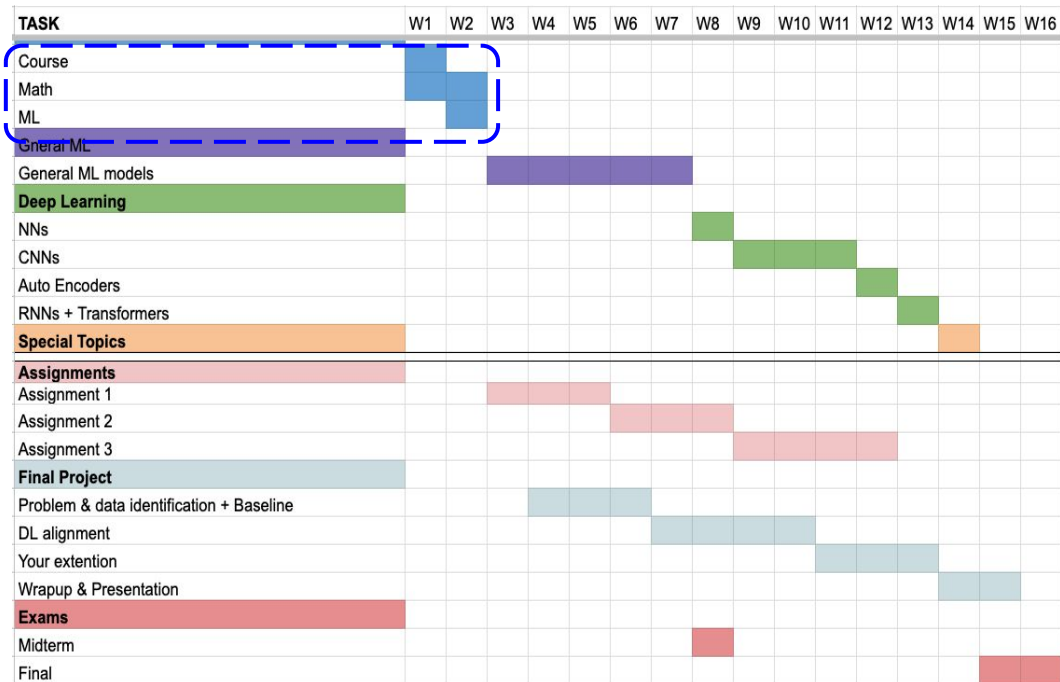 TASK W1 W2 W3 W4 W5 W6 W7 W8 W9 W10 W11 W12 W13 W14 W15 W16
Course
Math
ML
Gneral ML
General ML models
Deep Learning
NNs
CNNs
Auto Encoders
RNNs + Transformers
Special Topics
Assignments
Assignment 1
Assignment 2
Assignment 3
Final Project
Problem & data identification + Baseline
DL alignment
Your extention
Wrapup & Presentation
Exams
Midterm
Final